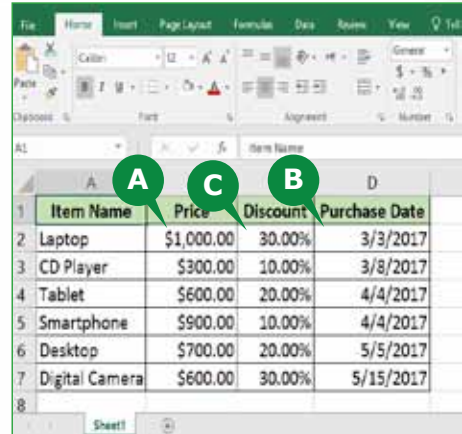 File Home Insert Page Layout Formulas Data Review View Tell
Paste Calibri 12 A A General
B I U A $ %
Clipboard Font Alignment Number
A1 fx Item Name
A C B
A D
1 Item Name Price Discount Purchase Date
2 Laptop $1,000.00 30.00% 3/3/2017
3 CD Player $300.00 10.00% 3/8/2017
4 Tablet $600.00 20.00% 4/4/2017
5 Smartphone $900.00 10.00% 4/4/2017
6 Desktop $700.00 20.00% 5/5/2017
7 Digital Camera $600.00 30.00% 5/15/2017
8
Sheet1